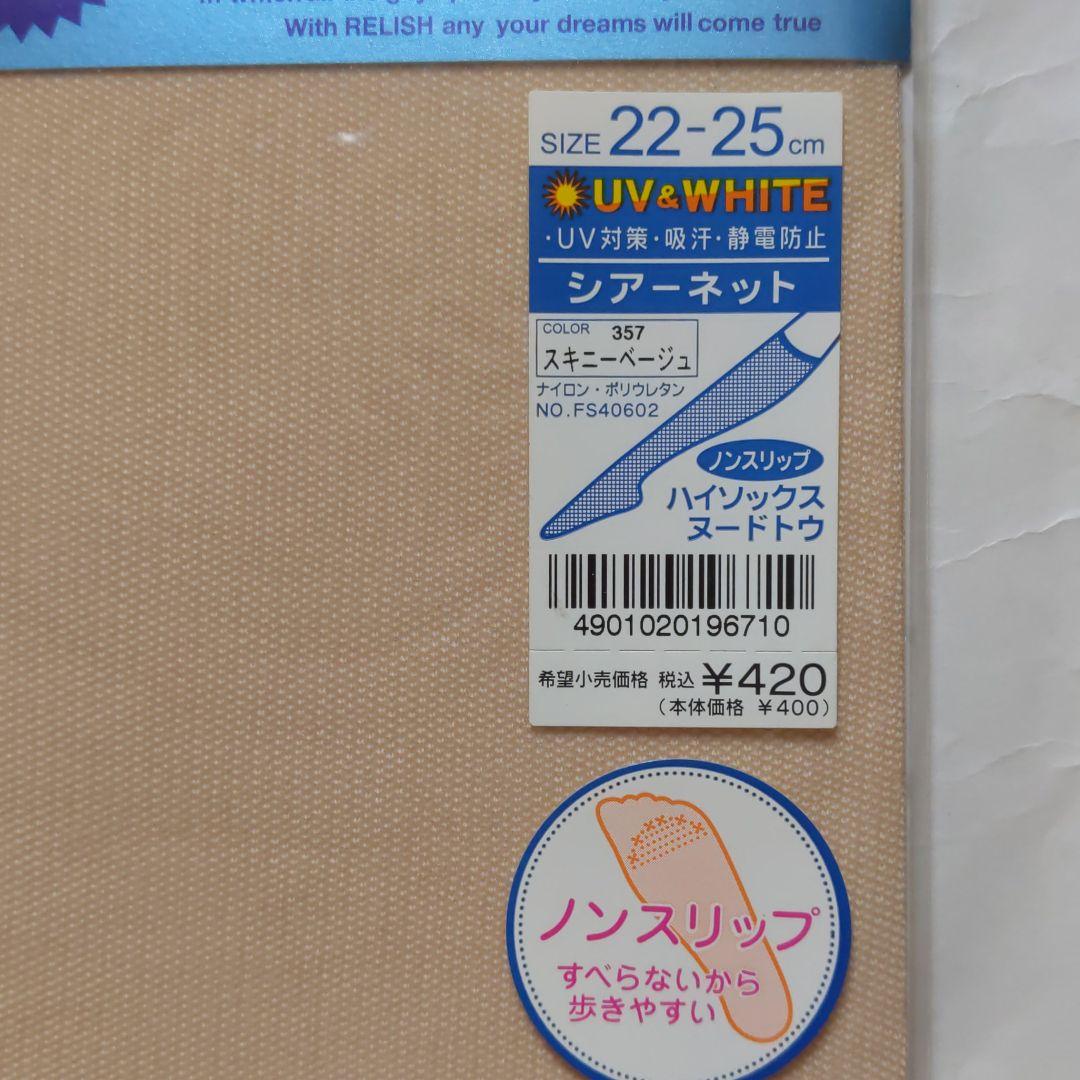 With RELISH any your dreams will come true
SIZE 22-25cm
UV&WHITE
・UV対策・吸汗・静電防止
シアーネット
COLOR 357
スキニーベージュ
ナイロン・ポリウレタン
NO.FS40602
ノンスリップ
ハイソックス
ヌードトウ
4901020196710
希望小売価格 税込 ¥420
(本体価格 ¥400)
ノンスリップ
すべらないから
歩きやすい